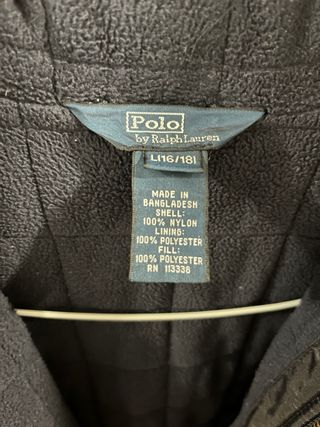 Polo
by Ralph Lauren
L(16/18)
MADE IN
BANGLADESH
SHELL:
100% NYLON
LINING:
100% POLYESTER
FILL:
100% POLYESTER
RN 113338